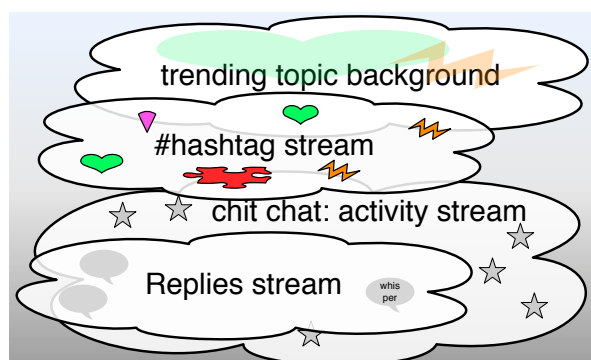 trending topic background
#hashtag stream
chit chat: activity stream
Replies stream
whis
per